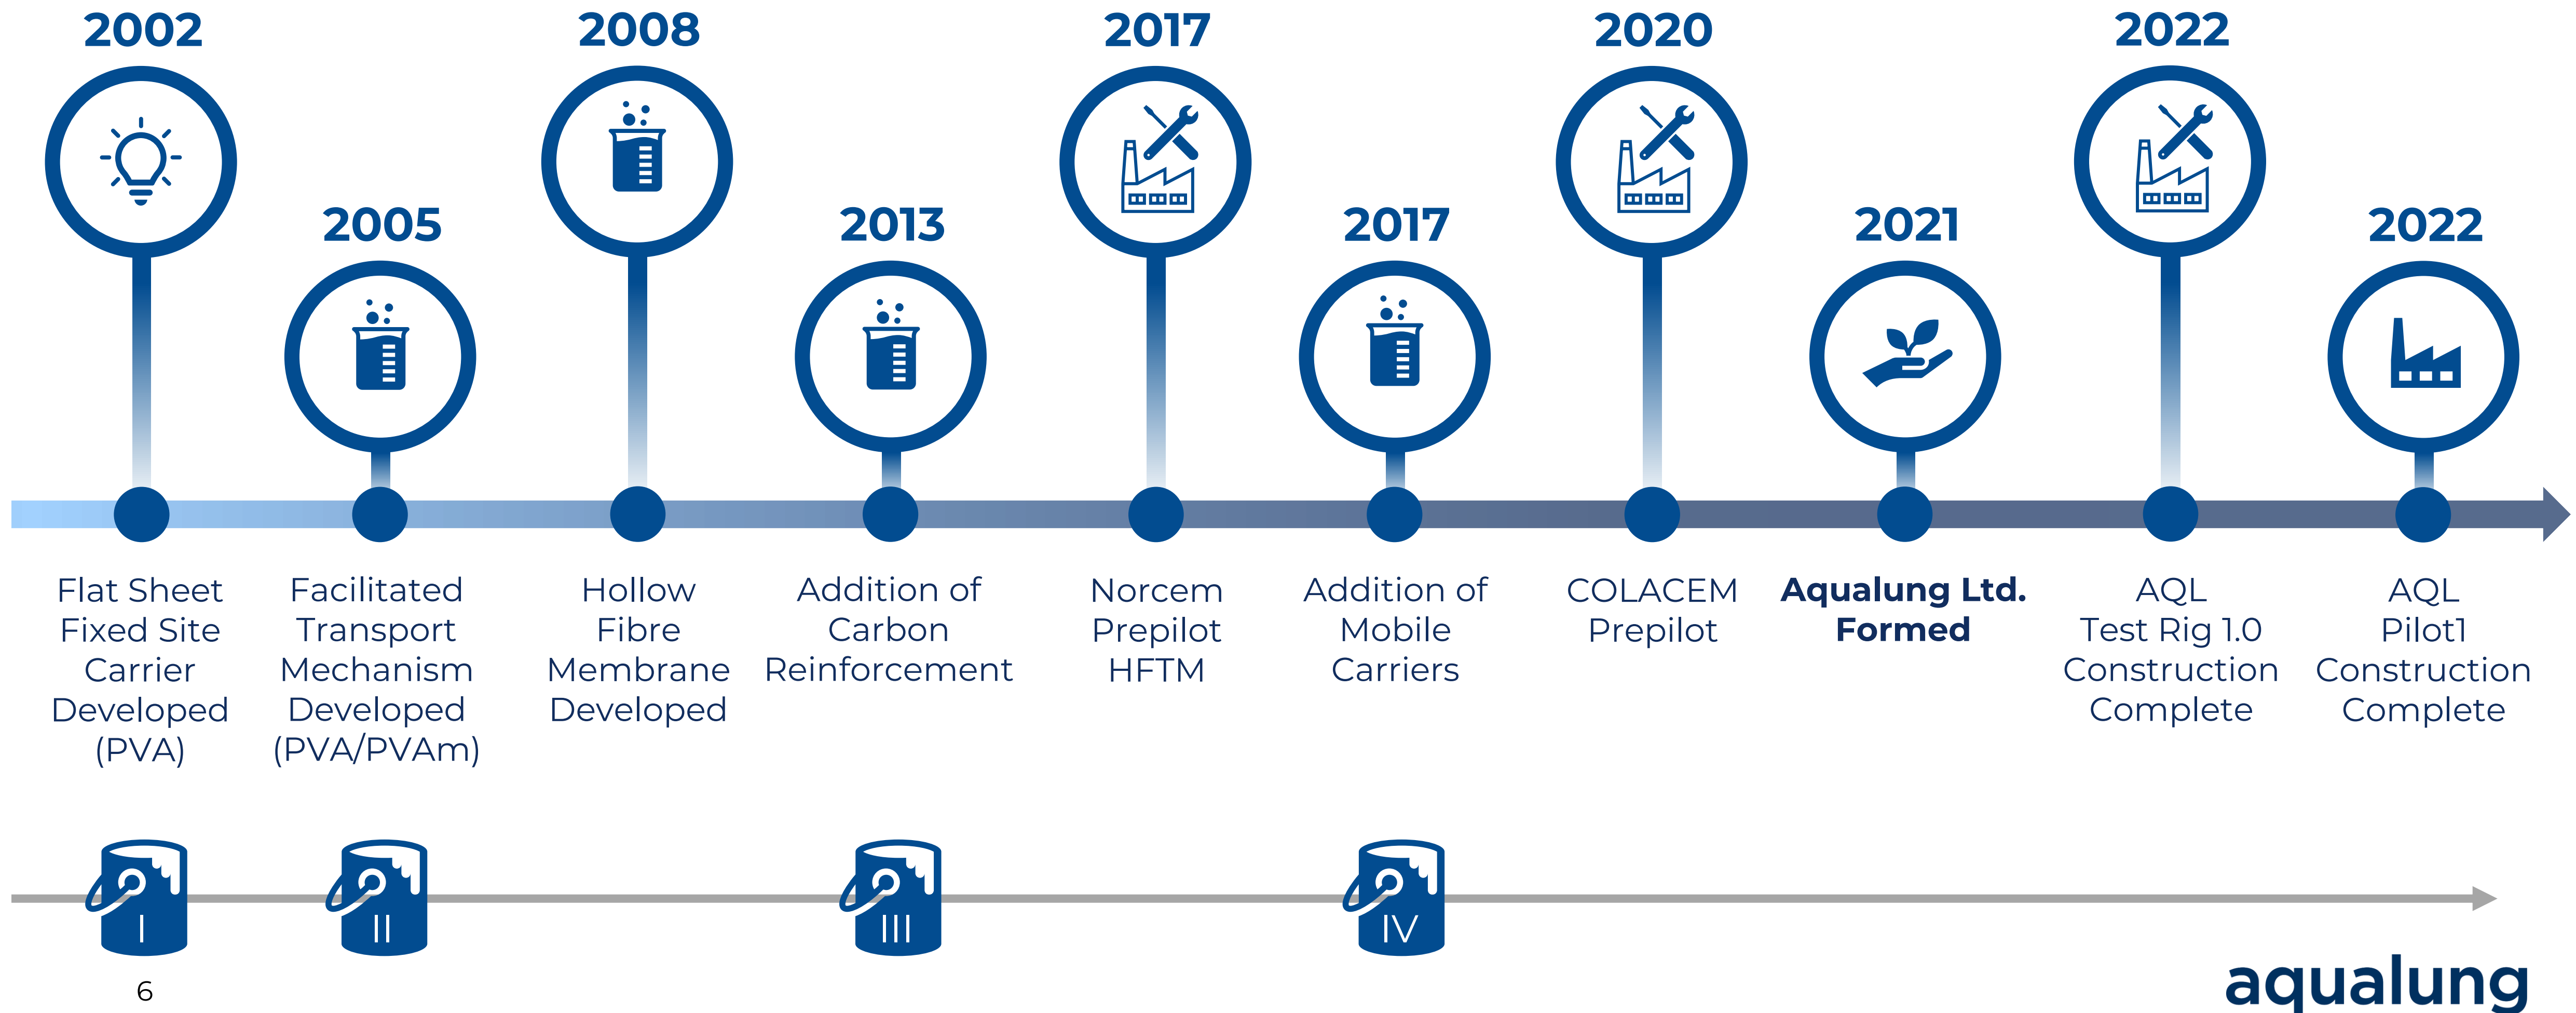 2002
2008
2017
2020
2022
2005
2013
2017
2021
2022
Flat Sheet
Fixed Site
Carrier
Developed
(PVA)
Facilitated
Transport
Mechanism
Developed
(PVA/PVAm)
Hollow
Fibre
Membrane
Developed
Addition of
Carbon
Reinforcement
Norcem
Prepilot
HFTM
Addition of
Mobile
Carriers
COLACEM
Prepilot
Aqualung Ltd.
Formed
AQL
Test Rig 1.0
Construction
Complete
AQL
Pilot1
Construction
Complete
I
II
III
IV
6
aqualung